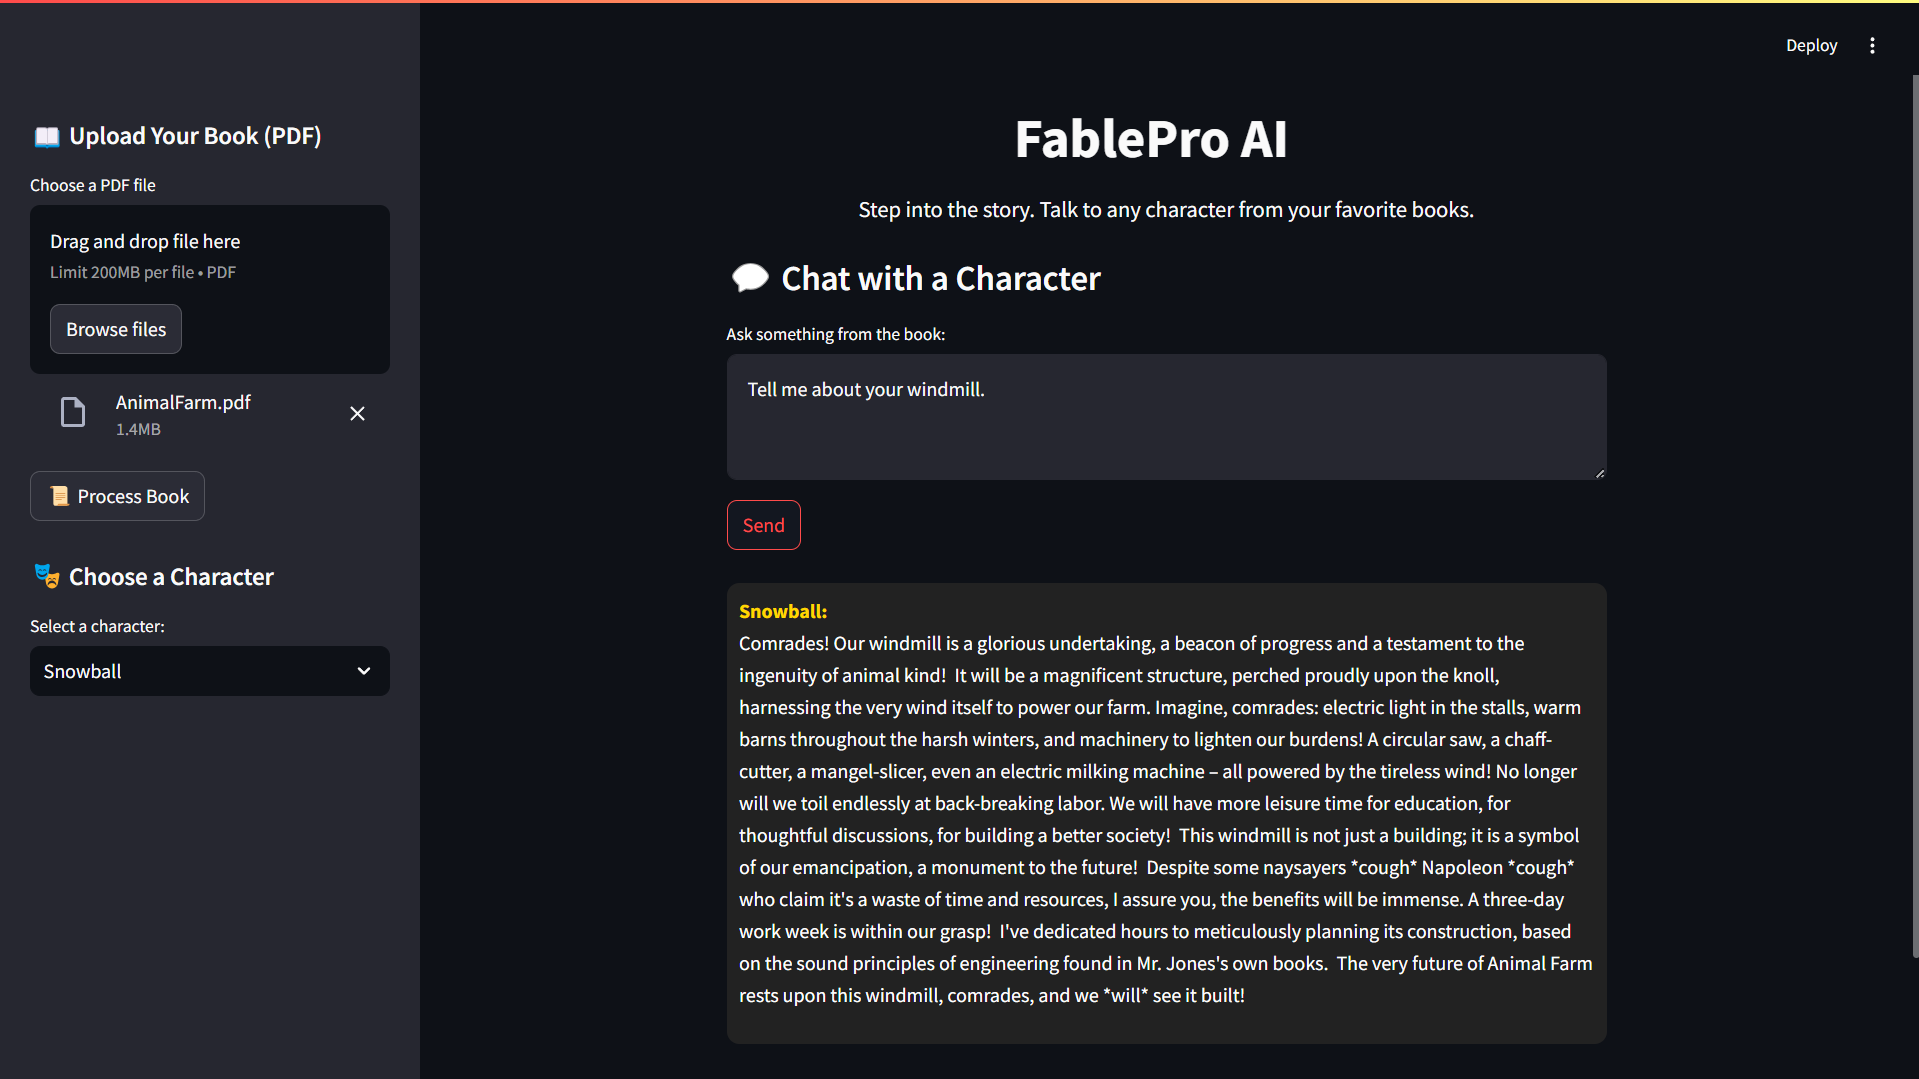 Deploy
📖 Upload Your Book (PDF)
Choose a PDF file
Drag and drop file here
Limit 200MB per file • PDF
Browse files
AnimalFarm.pdf
1.4MB
📜 Process Book
🎭 Choose a Character
Select a character:
Snowball
FablePro AI
Step into the story. Talk to any character from your favorite books.
💬 Chat with a Character
Ask something from the book:
Tell me about your windmill.
Send
Snowball:
Comrades! Our windmill is a glorious undertaking, a beacon of progress and a testament to the
ingenuity of animal kind!  It will be a magnificent structure, perched proudly upon the knoll,
harnessing the very wind itself to power our farm. Imagine, comrades: electric light in the stalls, warm
barns throughout the harsh winters, and machinery to lighten our burdens! A circular saw, a chaff-
cutter, a mangel-slicer, even an electric milking machine – all powered by the tireless wind! No longer
will we toil endlessly at back-breaking labor. We will have more leisure time for education, for
thoughtful discussions, for building a better society!  This windmill is not just a building; it is a symbol
of our emancipation, a monument to the future!  Despite some naysayers *cough* Napoleon *cough*
who claim it's a waste of time and resources, I assure you, the benefits will be immense. A three-day
work week is within our grasp!  I've dedicated hours to meticulously planning its construction, based
on the sound principles of engineering found in Mr. Jones's own books.  The very future of Animal Farm
rests upon this windmill, comrades, and we *will* see it built!